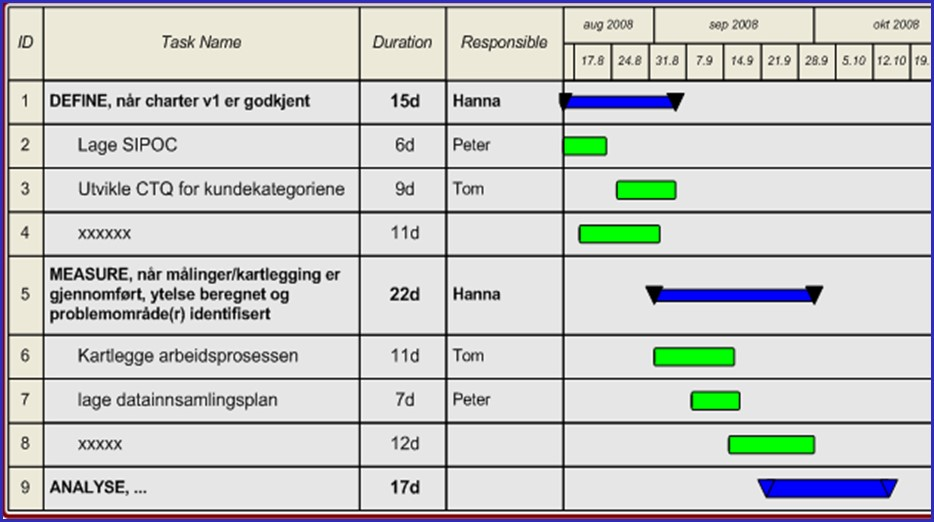 ID Task Name Duration Responsible aug 2008 sep 2008 okt 2008
17.8 24.8 31.8 7.9 14.9 21.9 28.9 5.10 12.10 19.
1 DEFINE, når charter v1 er godkjent 15d Hanna
2 Lage SIPOC 6d Peter
3 Utvikle CTQ for kundekategoriene 9d Tom
4 xxxxxx 11d
5 MEASURE, når målinger/kartlegging er
gjennomført, ytelse beregnet og 22d Hanna
problemområde(r) identifisert
6 Kartlegge arbeidsprosessen 11d Tom
7 lage datainnsamlingsplan 7d Peter
8 xxxxx 12d
9 ANALYSE, ... 17d